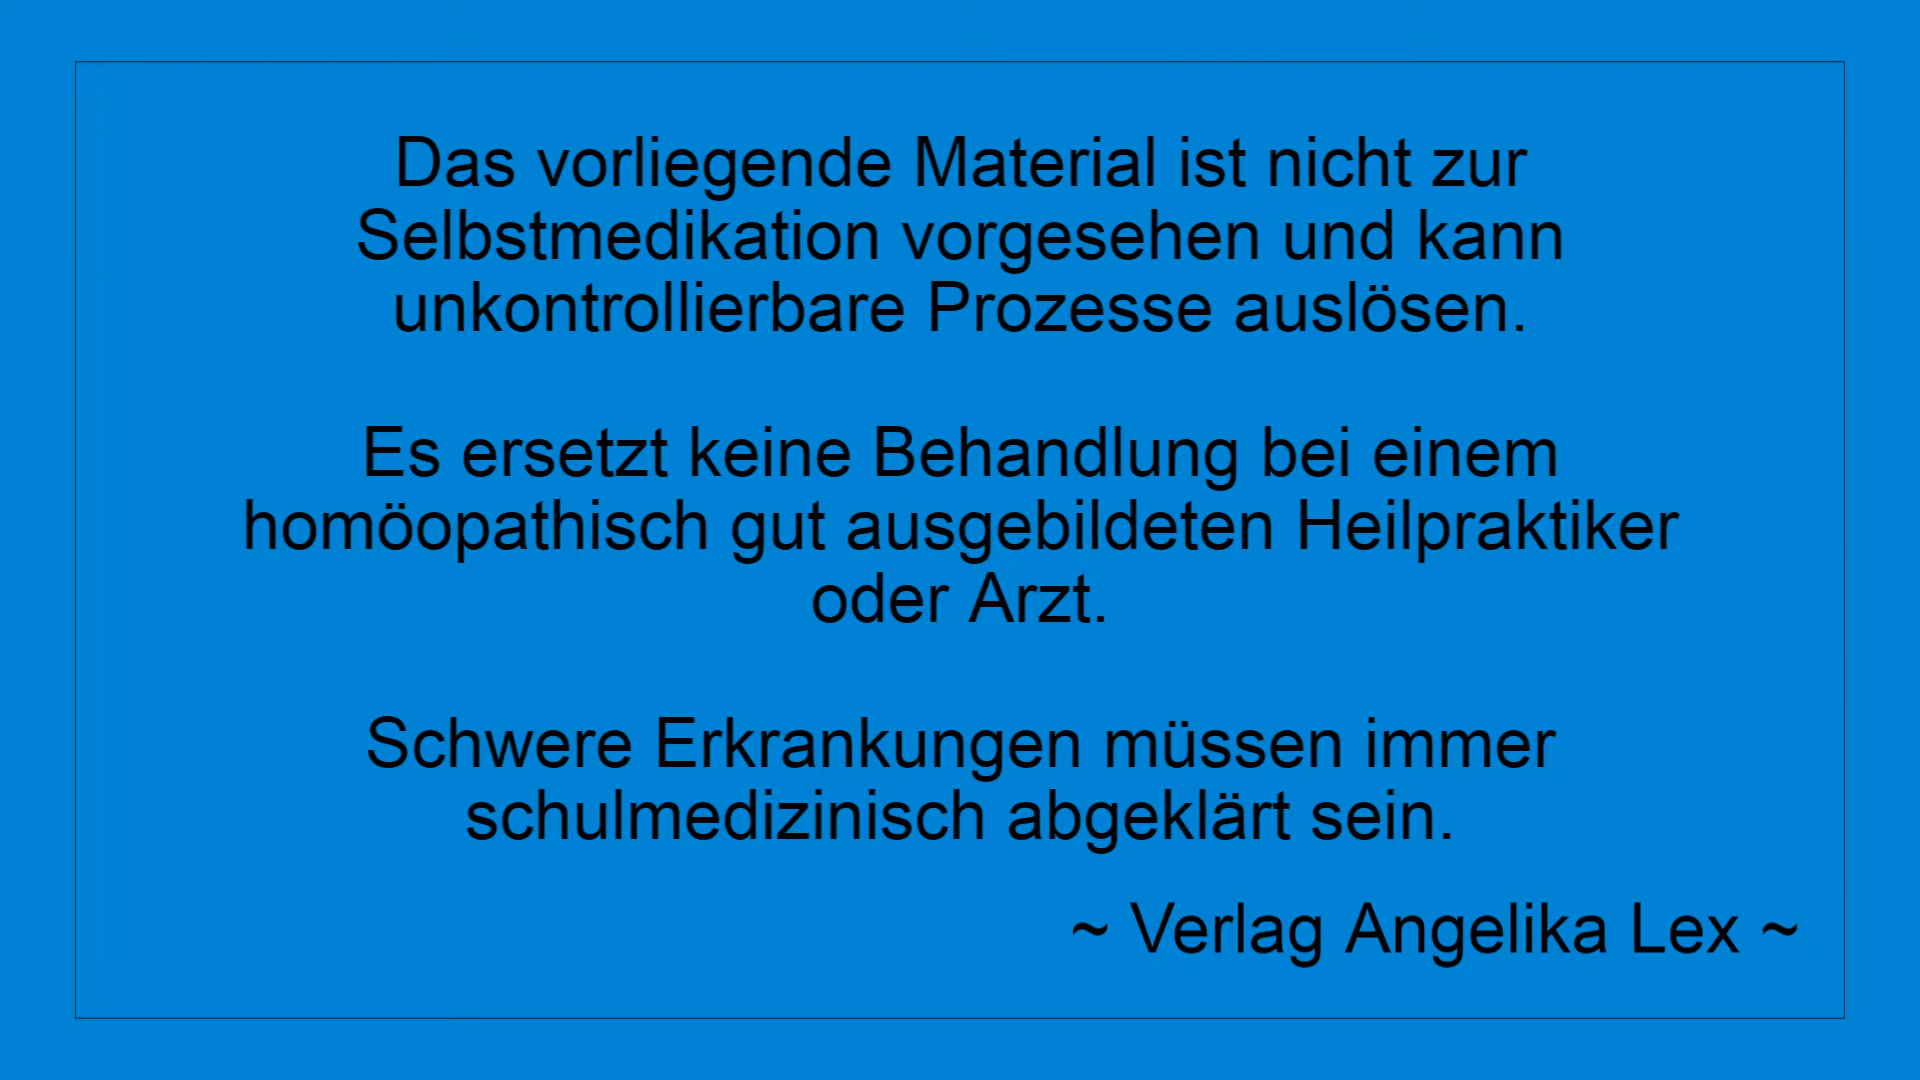 Das vorliegende Material ist nicht zur
Selbstmedikation vorgesehen und kann
unkontrollierbare Prozesse auslösen.
Es ersetzt keine Behandlung bei einem
homöopathisch gut ausgebildeten Heilpraktiker
oder Arzt.
Schwere Erkrankungen müssen immer
schulmedizinisch abgeklärt sein.
~ Verlag Angelika Lex ~